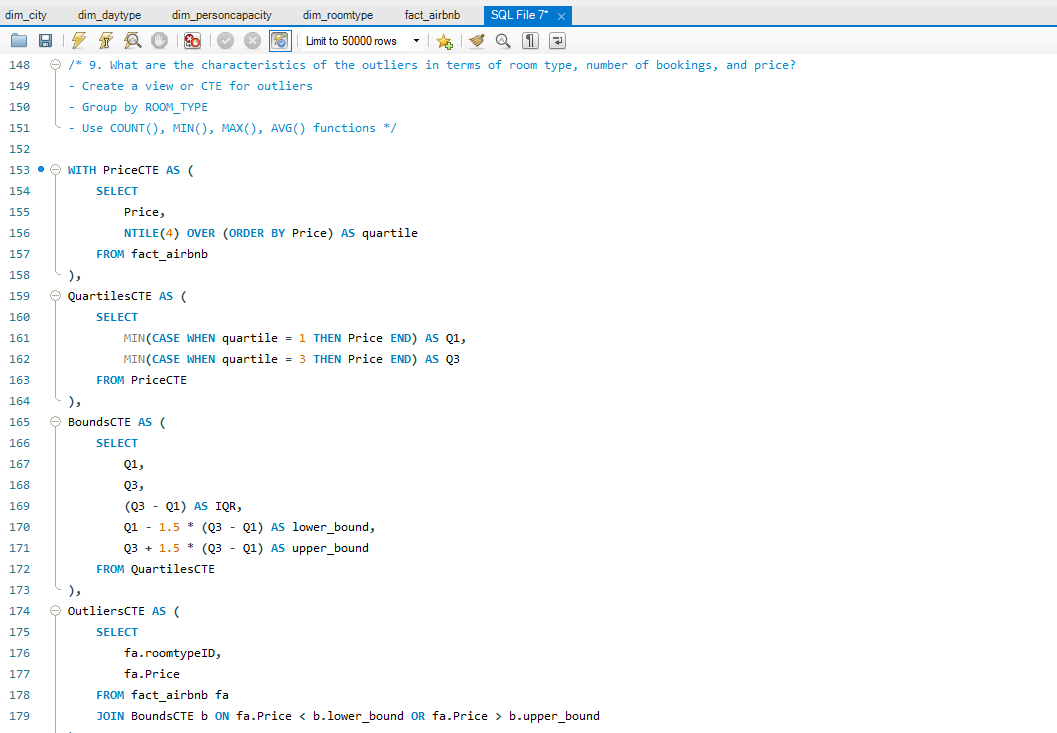 dim_city dim_daytype dim_personcapacity dim_roomtype fact_airbnb SQL File 7*
Limit to 50000 rows
148 /* 9. What are the characteristics of the outliers in terms of room type, number of bookings, and price?
149 - Create a view or CTE for outliers
150 - Group by ROOM_TYPE
151 - Use COUNT(), MIN(), MAX(), AVG() functions */
152
153 WITH PriceCTE AS (
154 SELECT
155 Price,
156 NTILE(4) OVER (ORDER BY Price) AS quartile
157 FROM fact_airbnb
158 ),
159 QuartilesCTE AS (
160 SELECT
161 MIN(CASE WHEN quartile = 1 THEN Price END) AS Q1,
162 MIN(CASE WHEN quartile = 3 THEN Price END) AS Q3
163 FROM PriceCTE
164 ),
165 BoundsCTE AS (
166 SELECT
167 Q1,
168 Q3,
169 (Q3 - Q1) AS IQR,
170 Q1 - 1.5 * (Q3 - Q1) AS lower_bound,
171 Q3 + 1.5 * (Q3 - Q1) AS upper_bound
172 FROM QuartilesCTE
173 ),
174 OutliersCTE AS (
175 SELECT
176 fa.roomtypeID,
177 fa.Price
178 FROM fact_airbnb fa
179 JOIN BoundsCTE b ON fa.Price < b.lower_bound OR fa.Price > b.upper_bound